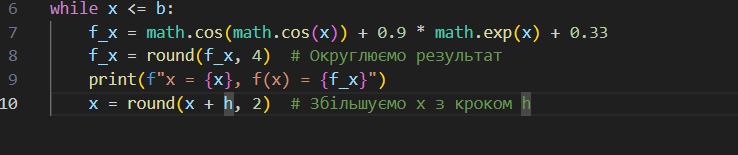 6 while x <= b:
7     f_x = math.cos(math.cos(x)) + 0.9 * math.exp(x) + 0.33
8     f_x = round(f_x, 4)  # Округлюємо результат
9     print(f"x = {x}, f(x) = {f_x}")
10     x = round(x + h, 2)  # Збільшуємо x з кроком h